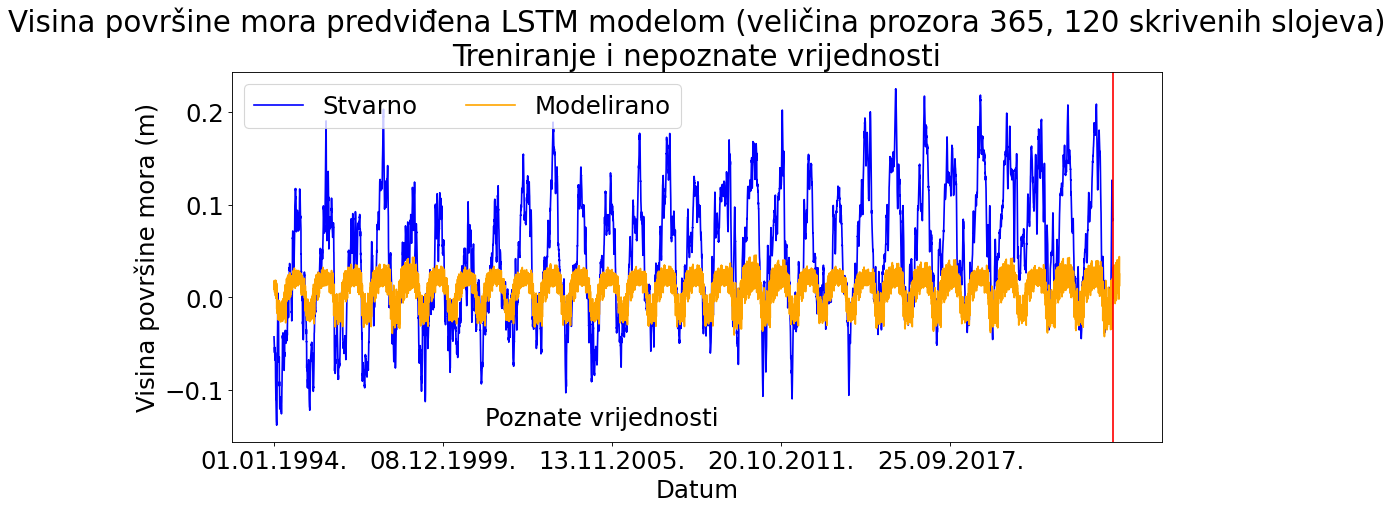 Visina površine mora predviđena LSTM modelom (veličina prozora 365, 120 skrivenih slojeva)
Treniranje i nepoznate vrijednosti
Stvarno
Modelirano
Visina površine mora (m)
0.2
0.1
0.0
−0.1
Poznate vrijednosti
01.01.1994.
08.12.1999.
13.11.2005.
20.10.2011.
25.09.2017.
Datum